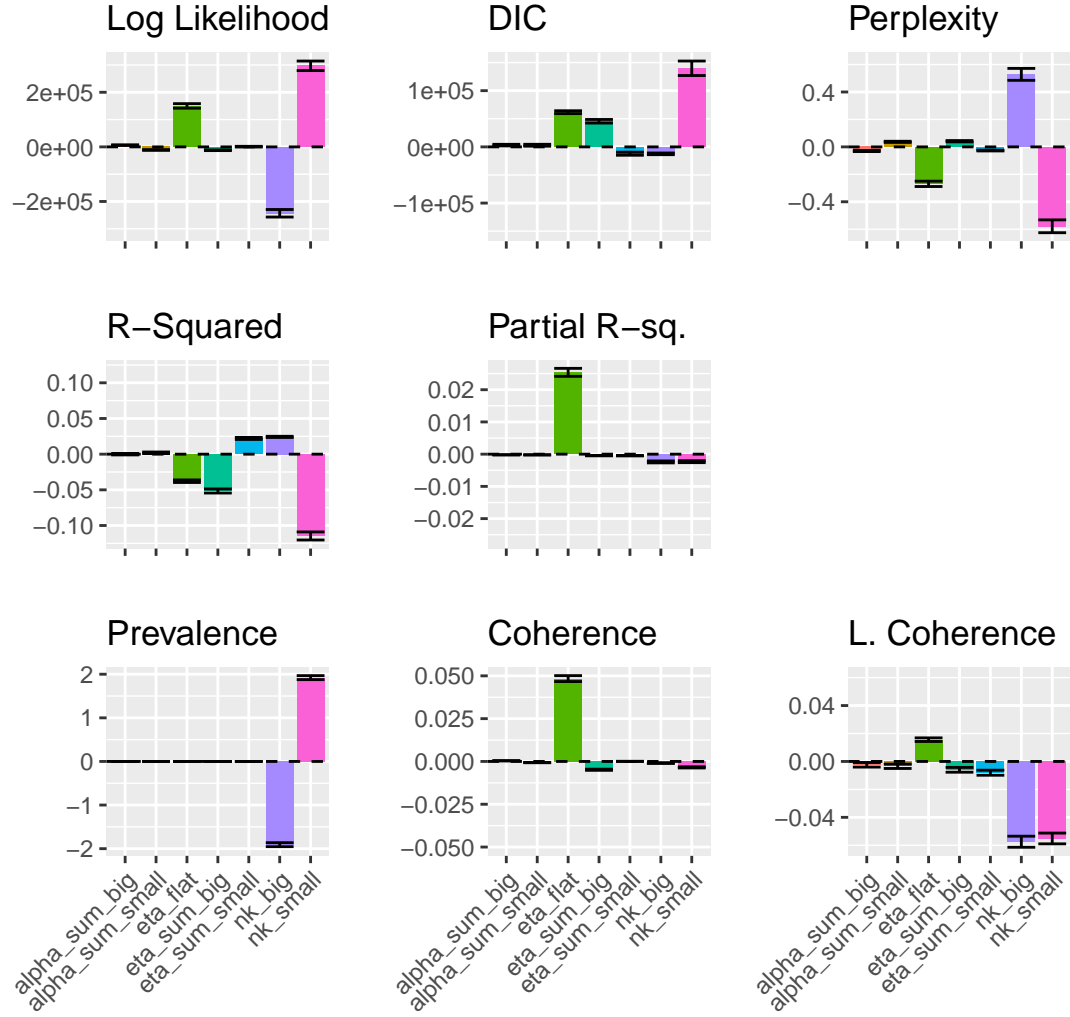 Log Likelihood
2e+05
0e+00
−2e+05
DIC
1e+05
0e+00
−1e+05
Perplexity
0.4
0.0
−0.4
R−Squared
0.10
0.05
0.00
−0.05
−0.10
Partial R−sq.
0.02
0.01
0.00
−0.01
−0.02
Prevalence
2
1
0
−1
−2
alpha_sum_big
alpha_sum_small
eta_flat
eta_sum_big
eta_sum_small
nk_big
nk_small
Coherence
0.050
0.025
0.000
−0.025
−0.050
alpha_sum_big
alpha_sum_small
eta_flat
eta_sum_big
eta_sum_small
nk_big
nk_small
L. Coherence
0.04
0.00
−0.04
alpha_sum_big
alpha_sum_small
eta_flat
eta_sum_big
eta_sum_small
nk_big
nk_small